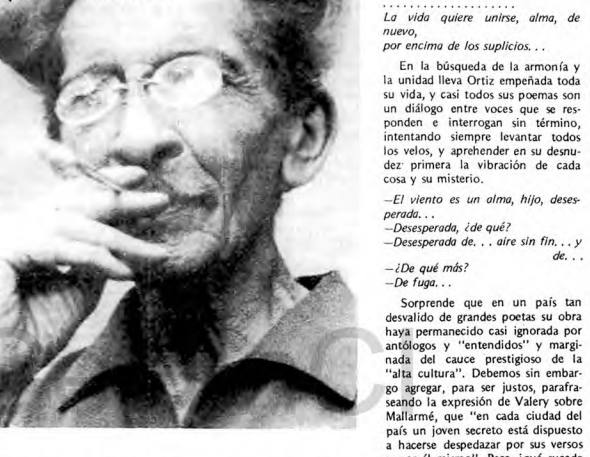 . . . . . . . . . . . . . . . . . . .
La vida quiere unirse, alma, de
nuevo,
por encima de los suplicios. . .
En la búsqueda de la armonía y
la unidad lleva Ortiz empeñada toda
su vida, y casi todos sus poemas son
un diálogo entre voces que se res-
ponden e interrogan sin término,
intentando siempre levantar todos
los velos, y aprehender en su desnu-
dez primera la vibración de cada
cosa y su misterio.
—El viento es un alma, hijo, deses-
perada. . .
—Desesperada, ¿de qué?
—Desesperada de. . . aire sin fin. . . y
de. . .
—¿De qué más?
—De fuga. . .
Sorprende que en un país tan
desvalido de grandes poetas su obra
haya permanecido casi ignorada por
antólogos y "entendidos" y margi-
nada del cauce prestigioso de la
"alta cultura". Debemos sin embar-
go agregar, para ser justos, parafra-
seando la expresión de Valery sobre
Mallarmé, que "en cada ciudad del
país un joven secreto está dispuesto
a hacerse despedazar por sus versos